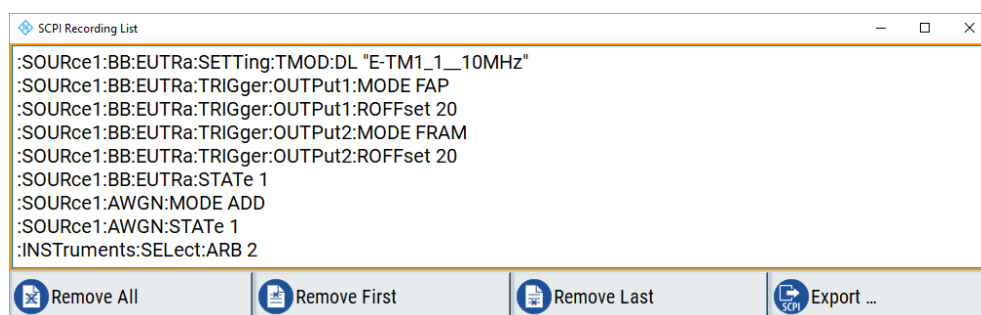 SCPI Recording List
:SOURce1:BB:EUTRa:SETTing:TMOD:DL "E-TM1_1__10MHz"
:SOURce1:BB:EUTRa:TRIGger:OUTPut1:MODE FAP
:SOURce1:BB:EUTRa:TRIGger:OUTPut1:ROFFset 20
:SOURce1:BB:EUTRa:TRIGger:OUTPut2:MODE FRAM
:SOURce1:BB:EUTRa:TRIGger:OUTPut2:ROFFset 20
:SOURce1:BB:EUTRa:STATe 1
:SOURce1:AWGN:MODE ADD
:SOURce1:AWGN:STATe 1
:INSTruments:SELect:ARB 2
Remove All Remove First Remove Last SCPI Export ...